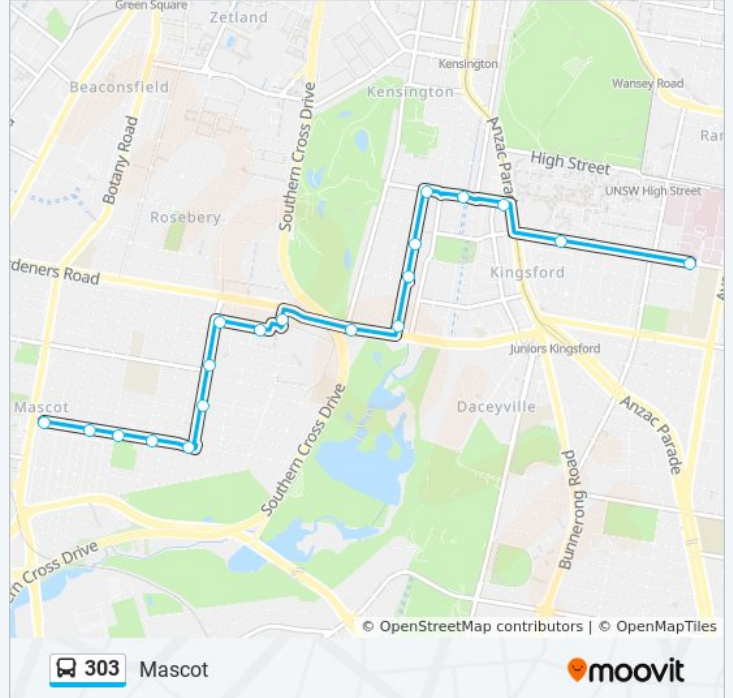 Green Square
Zetland
Kensington
Beaconsfield
Wansey Road
Kensington
Ran
Botany Road
Southern Cross Drive
Anzac Parad
High Street
UNSW High Street
Rosebery
rdeners Road
Kingsford
Juniors Kingsford
Mascot
Daceyville
Anzac Parade
Southern Cross Drive
Bunnerong Road
rn Cross Drive
© OpenStreetMap contributors | © OpenMapTiles
303 Mascot
moovit